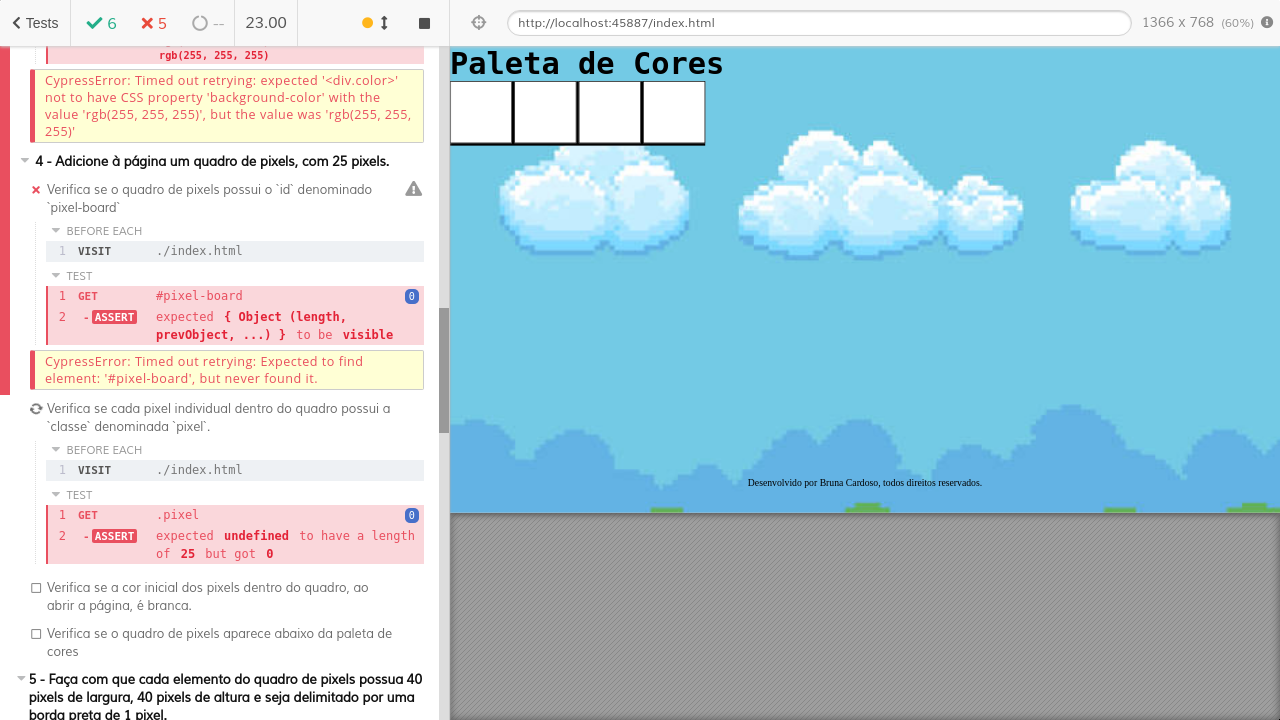 Tests
6
5
--
23.00
http://localhost:45887/index.html
1366 x 768 (60%)
rgb(255, 255, 255)
CypressError: Timed out retrying: expected '<div.color>'
not to have CSS property 'background-color' with the
value 'rgb(255, 255, 255)', but the value was 'rgb(255, 255,
255)'
4 - Adicione à página um quadro de pixels, com 25 pixels.
Verifica se o quadro de pixels possui o `id` denominado
`pixel-board`
BEFORE EACH
1 VISIT ./index.html
TEST
1 GET #pixel-board 0
2 -ASSERT expected { Object (length,
prevObject, ...) } to be visible
CypressError: Timed out retrying: Expected to find
element: '#pixel-board', but never found it.
Verifica se cada pixel individual dentro do quadro possui a
`classe` denominada `pixel`.
BEFORE EACH
1 VISIT ./index.html
TEST
1 GET .pixel 0
2 -ASSERT expected undefined to have a length
of 25 but got 0
Verifica se a cor inicial dos pixels dentro do quadro, ao
abrir a página, é branca.
Verifica se o quadro de pixels aparece abaixo da paleta de
cores
5 - Faça com que cada elemento do quadro de pixels possua 40
pixels de largura, 40 pixels de altura e seja delimitado por uma
borda preta de 1 pixel.
Paleta de Cores
Desenvolvido por Bruna Cardoso, todos direitos reservados.